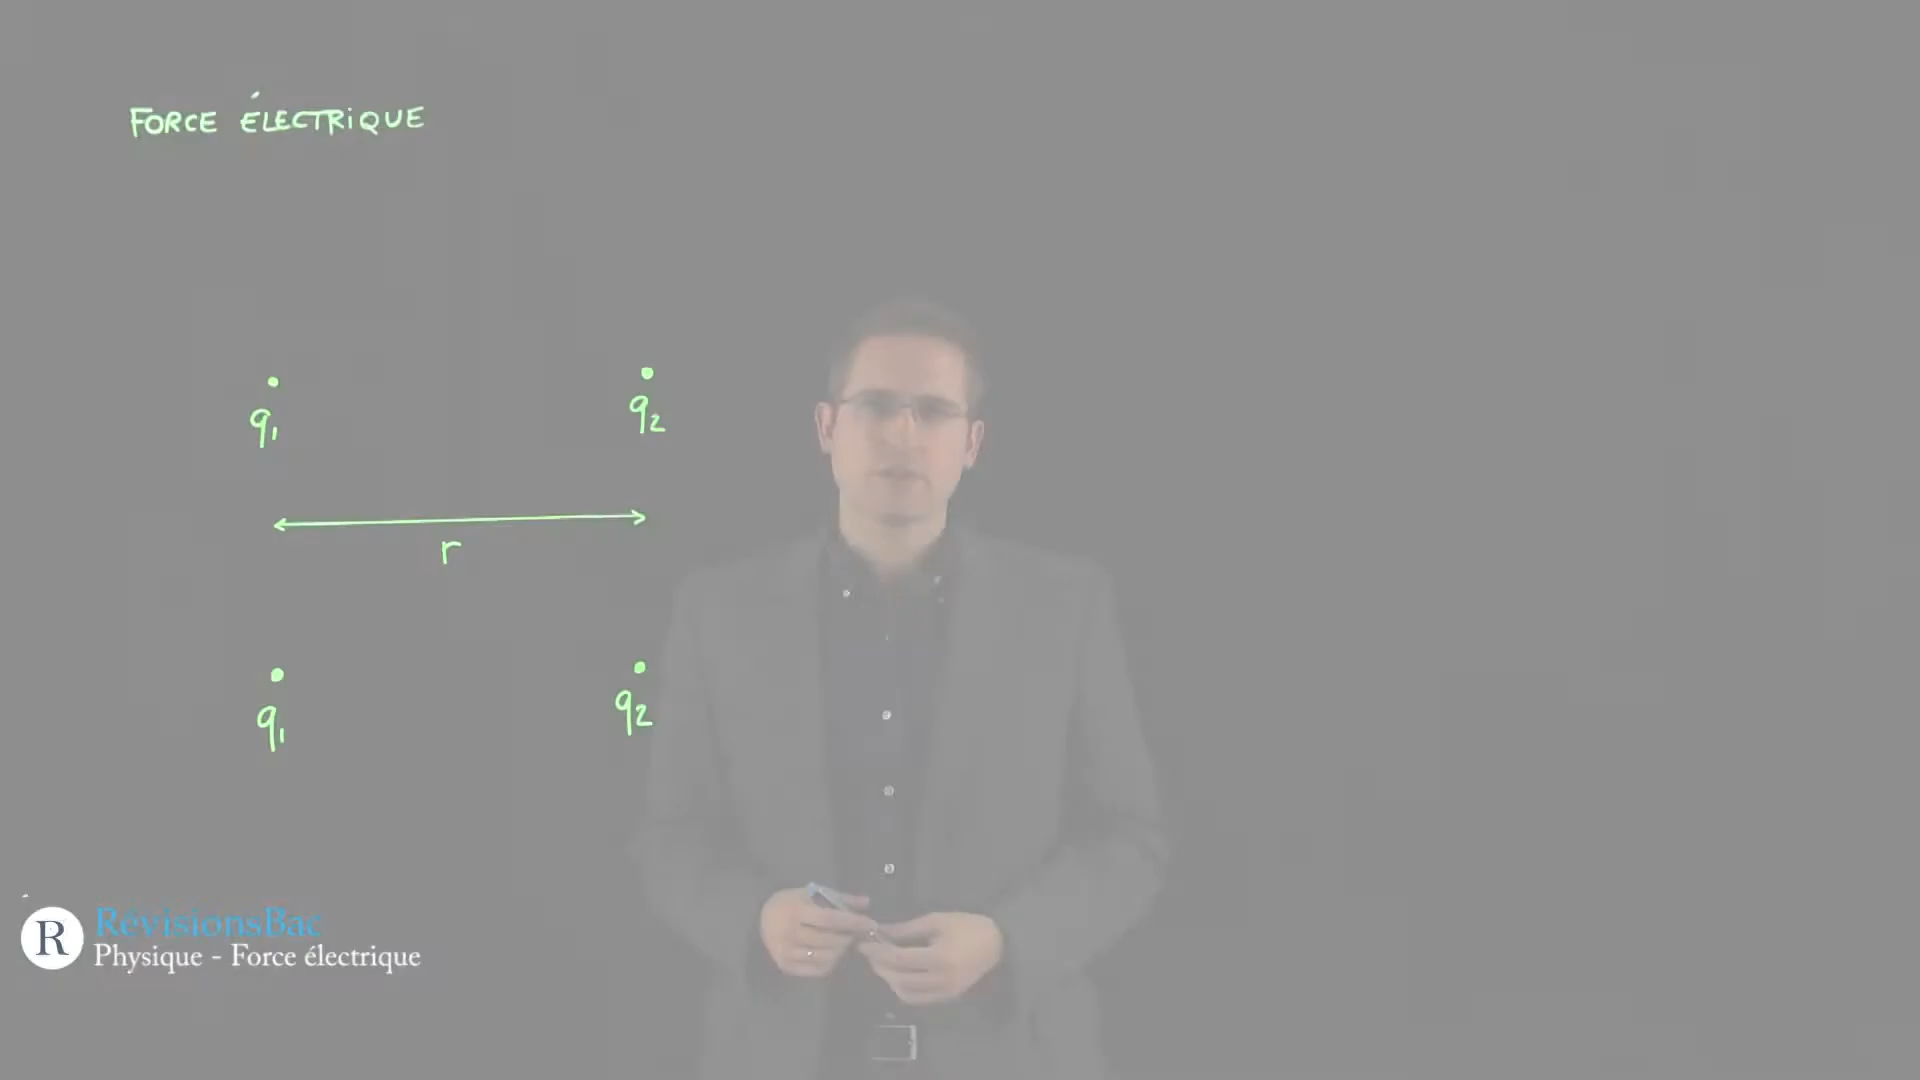 FORCE ÉLECTRIQUE
q1 q2
r
q1 q2
R RévisionsBac
Physique - Force électrique